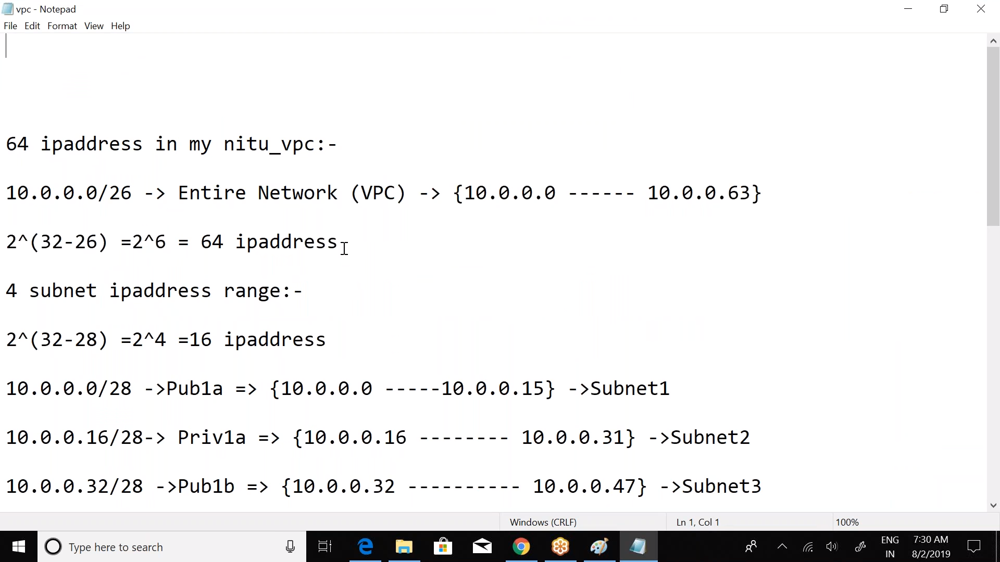 vpc - Notepad
File Edit Format View Help
64 ipaddress in my nitu_vpc:-
10.0.0.0/26 -> Entire Network (VPC) -> {10.0.0.0 ------ 10.0.0.63}
2^(32-26) =2^6 = 64 ipaddress
4 subnet ipaddress range:-
2^(32-28) =2^4 =16 ipaddress
10.0.0.0/28 ->Pub1a => {10.0.0.0 -----10.0.0.15} ->Subnet1
10.0.0.16/28-> Priv1a => {10.0.0.16 -------- 10.0.0.31} ->Subnet2
10.0.0.32/28 ->Pub1b => {10.0.0.32 ---------- 10.0.0.47} ->Subnet3
Windows (CRLF) Ln 1, Col 1 100%
Type here to search
ENG 7:30 AM
IN 8/2/2019